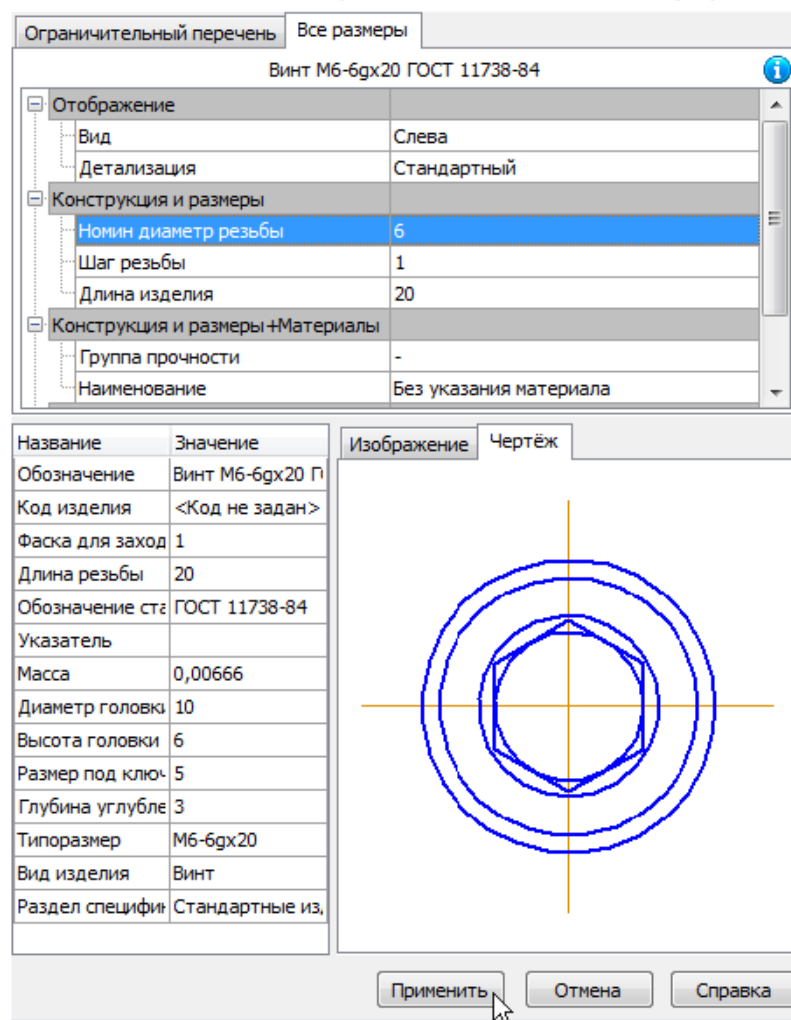 Ограничительный перечень Все размеры
Винт М6-6gx20 ГОСТ 11738-84
Отображение
Вид Слева
Детализация Стандартный
Конструкция и размеры
Номин диаметр резьбы 6
Шаг резьбы 1
Длина изделия 20
Конструкция и размеры+Материалы
Группа прочности -
Наименование Без указания материала
Название Значение
Обозначение Винт М6-6gx20 Г
Код изделия <Код не задан>
Фаска для заход 1
Длина резьбы 20
Обозначение ста ГОСТ 11738-84
Указатель
Масса 0,00666
Диаметр головки 10
Высота головки 6
Размер под ключ 5
Глубина углубле 3
Типоразмер М6-6gx20
Вид изделия Винт
Раздел специфик Стандартные из,
Изображение Чертёж
Применить Отмена Справка